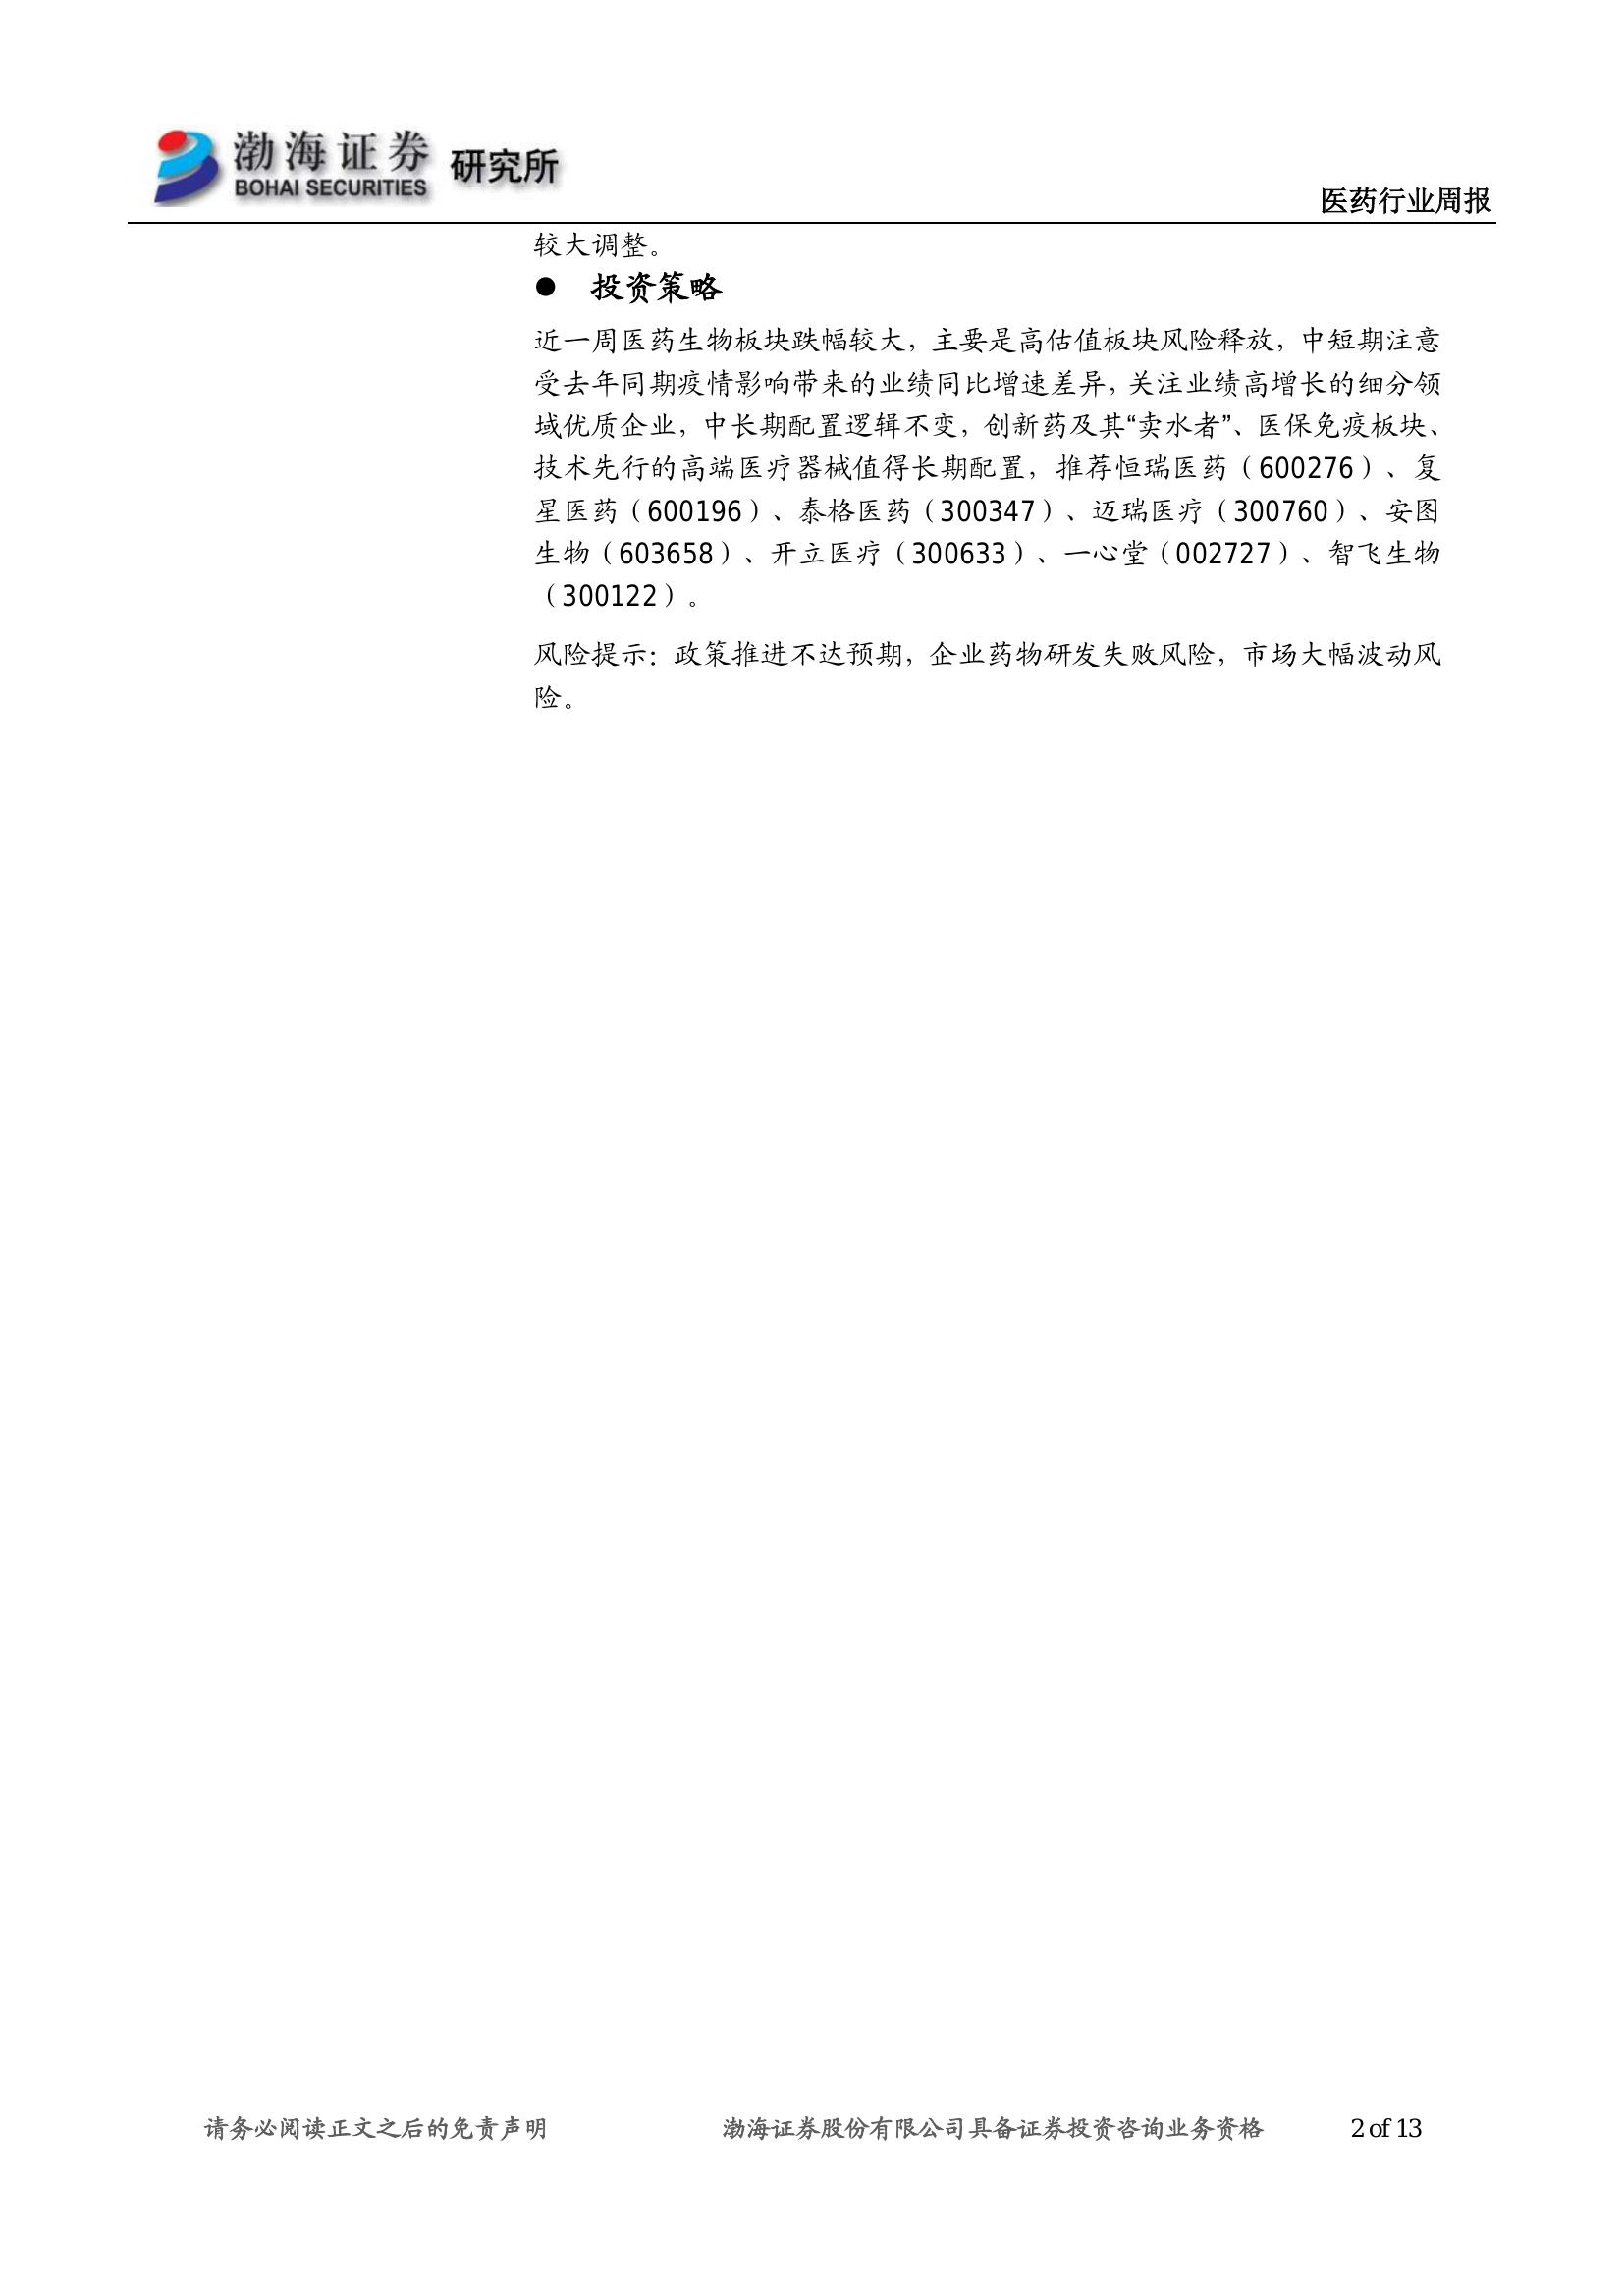 渤海证券
BOHAI SECURITIES
研究所
医药行业周报
较大调整。
● 投资策略
近一周医药生物板块跌幅较大，主要是高估值板块风险释放，中短期注意
受去年同期疫情影响带来的业绩同比增速差异，关注业绩高增长的细分领
域优质企业，中长期配置逻辑不变，创新药及其“卖水者”、医保免疫板块、
技术先行的高端医疗器械值得长期配置，推荐恒瑞医药（600276）、复
星医药（600196）、泰格医药（300347）、迈瑞医疗（300760）、安图
生物（603658）、开立医疗（300633）、一心堂（002727）、智飞生物
（300122）。
风险提示：政策推进不达预期，企业药物研发失败风险，市场大幅波动风
险。
请务必阅读正文之后的免责声明 渤海证券股份有限公司具备证券投资咨询业务资格 2 of 13